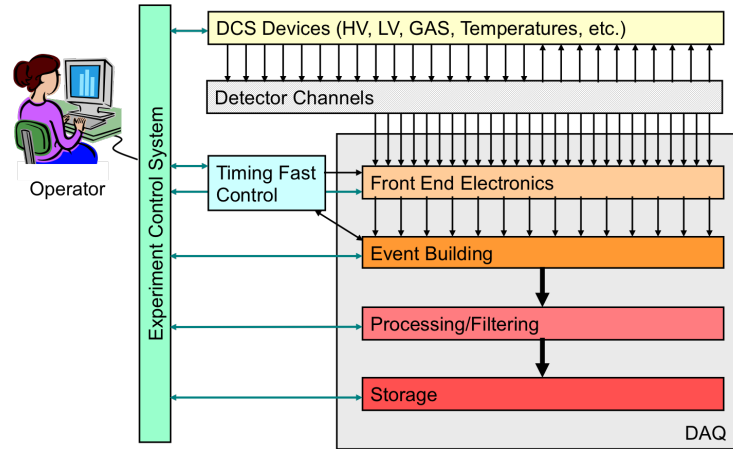 DCS Devices (HV, LV, GAS, Temperatures, etc.)
Detector Channels
Operator
Experiment Control System
Timing Fast
Control
Front End Electronics
Event Building
Processing/Filtering
Storage
DAQ